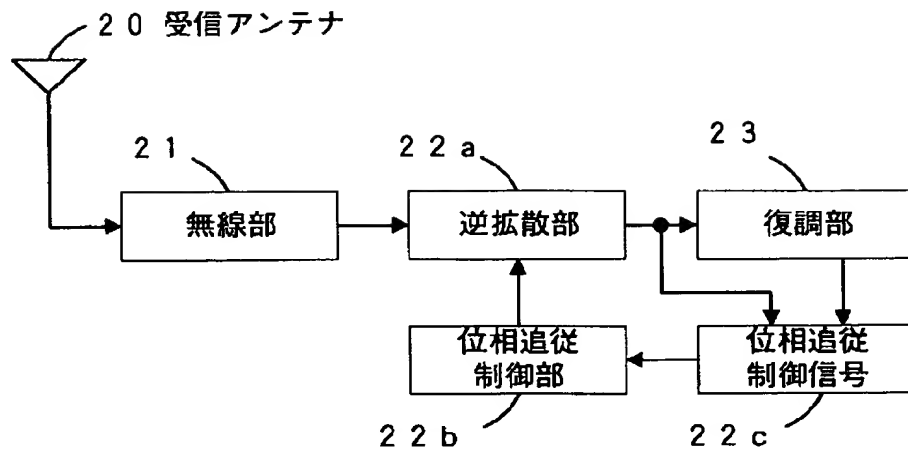 ２０ 受信アンテナ
２１
２２a
２３
無線部
逆拡散部
復調部
位相追従
制御部
位相追従
制御信号
２２b
２２c